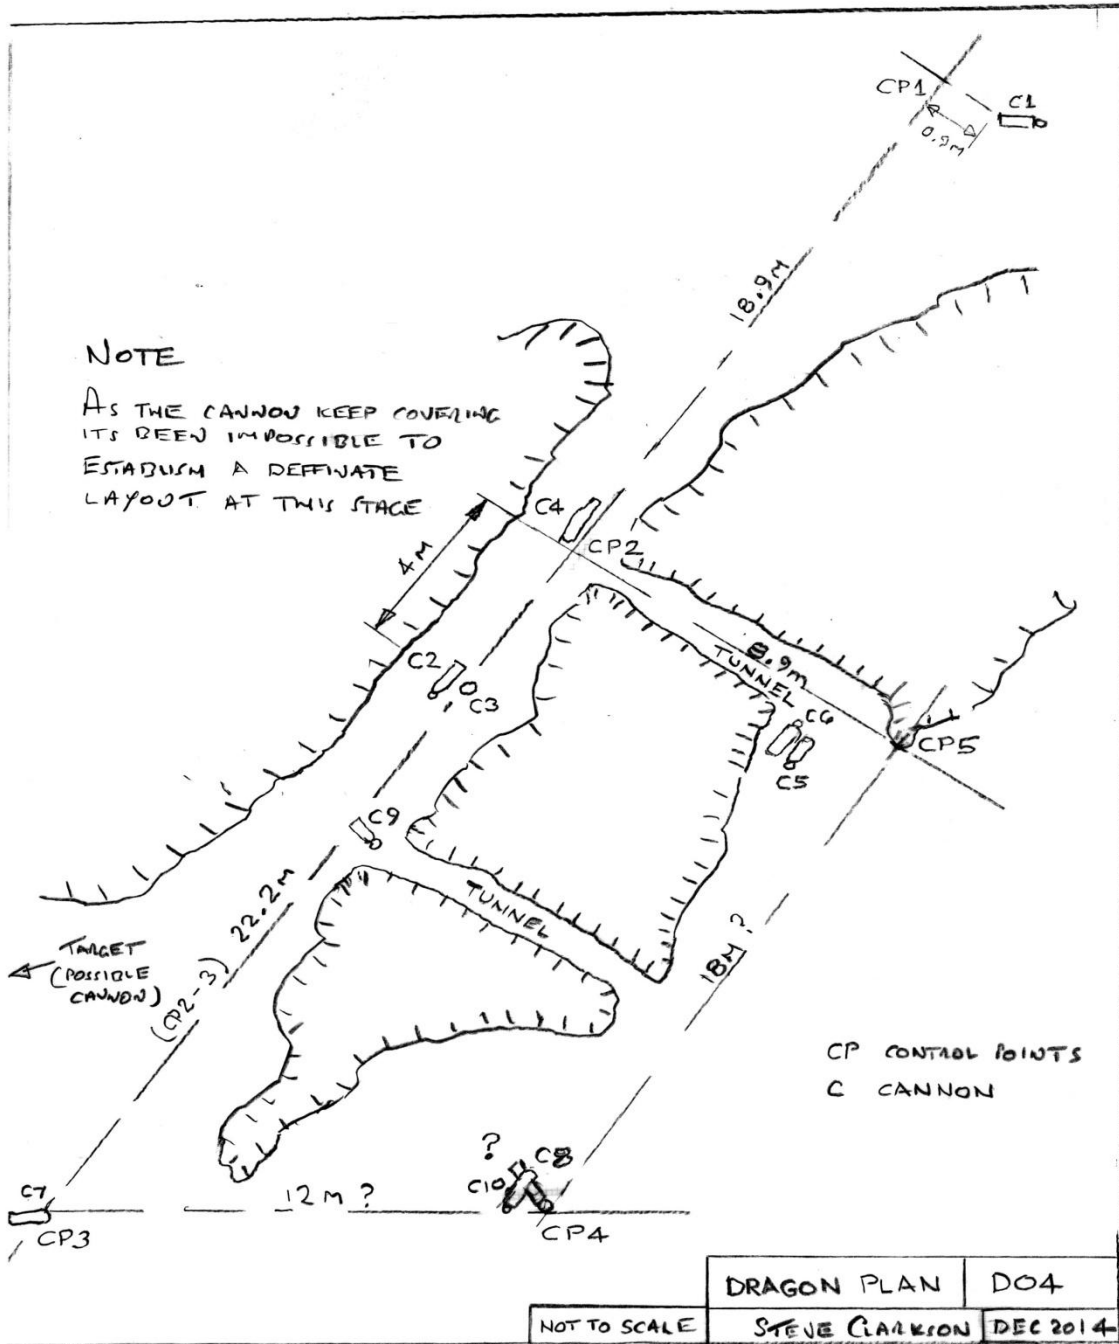 CP1
C1
0.9M
18.9M
NOTE
AS THE CANNON KEEP COVERING
ITS BEEN IMPOSSIBLE TO
ESTABLISM A DEFFINATE
LAYOUT AT THIS STAGE
C4
CP2
4M
C2
C3
8.9m
TUNNEL
C6
CP5
C5
C9
TUNNEL
22.2M
(CP2-3)
18M ?
TARGET
(POSSIBLE
CANNON)
CP CONTROL POINTS
C CANNON
?
C8
C7
C10
12M ?
CP3
CP4
DRAGON PLAN DO4
NOT TO SCALE STEVE CLARKSON DEC 2014